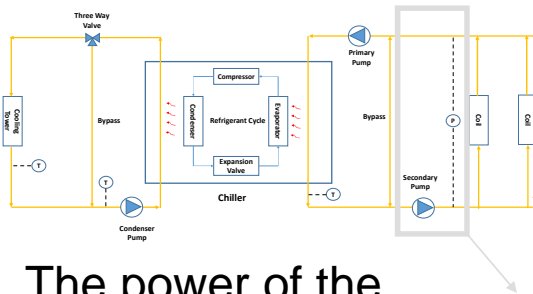 Three Way
Valve
Primary
Pump
Compressor
Cooling
Tower
Bypass
Condenser
Refrigerant Cycle
Evaporator
Bypass
P
Coil
Coil
Expansion
Valve
T
T
T
Secondary
Pump
Chiller
Condenser
Pump
The power of the